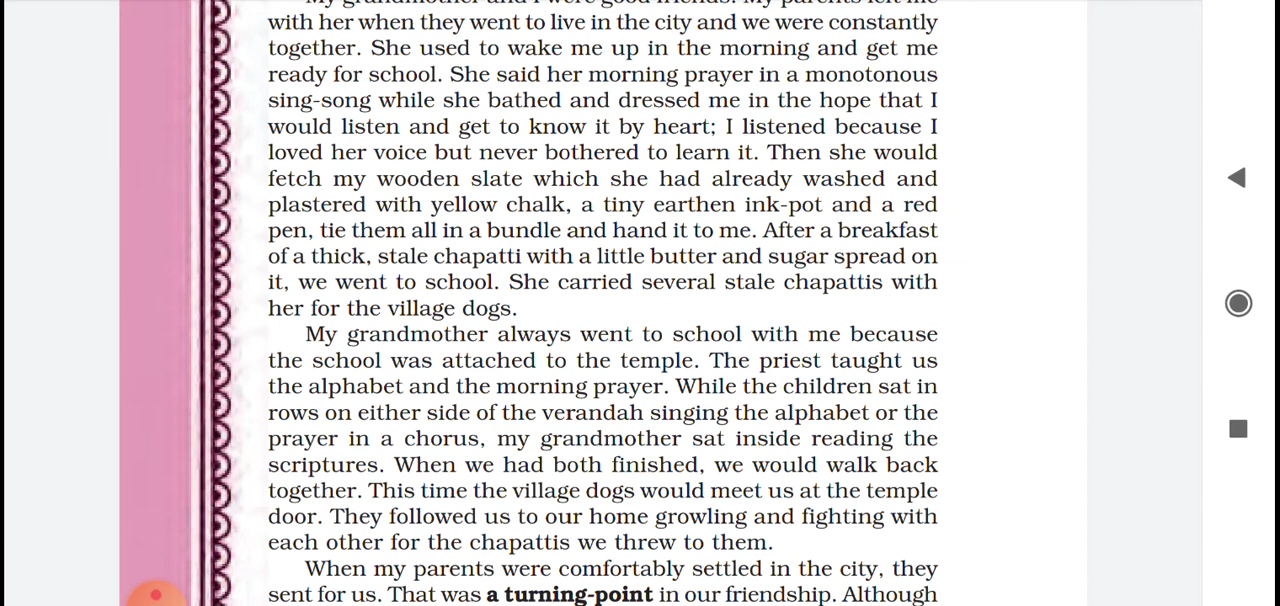 My grandmother and I were good friends. My parents left me
with her when they went to live in the city and we were constantly
together. She used to wake me up in the morning and get me
ready for school. She said her morning prayer in a monotonous
sing-song while she bathed and dressed me in the hope that I
would listen and get to know it by heart; I listened because I
loved her voice but never bothered to learn it. Then she would
fetch my wooden slate which she had already washed and
plastered with yellow chalk, a tiny earthen ink-pot and a red
pen, tie them all in a bundle and hand it to me. After a breakfast
of a thick, stale chapatti with a little butter and sugar spread on
it, we went to school. She carried several stale chapattis with
her for the village dogs.
My grandmother always went to school with me because
the school was attached to the temple. The priest taught us
the alphabet and the morning prayer. While the children sat in
rows on either side of the verandah singing the alphabet or the
prayer in a chorus, my grandmother sat inside reading the
scriptures. When we had both finished, we would walk back
together. This time the village dogs would meet us at the temple
door. They followed us to our home growling and fighting with
each other for the chapattis we threw to them.
When my parents were comfortably settled in the city, they
sent for us. That was a turning-point in our friendship. Although